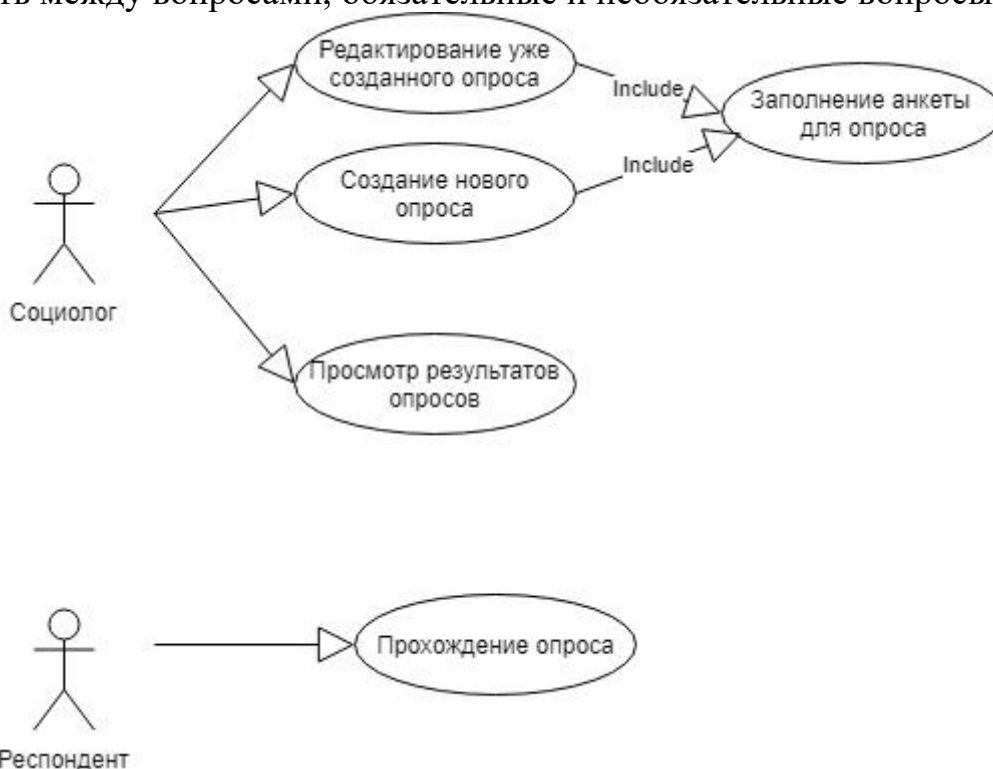 между вопросами, обязательные и необязательные вопросы
Редактирование уже
созданного опроса
Include
Заполнение анкеты
для опроса
Создание нового
опроса
Include
Социолог
Просмотр результатов
опросов
Прохождение опроса
Респондент